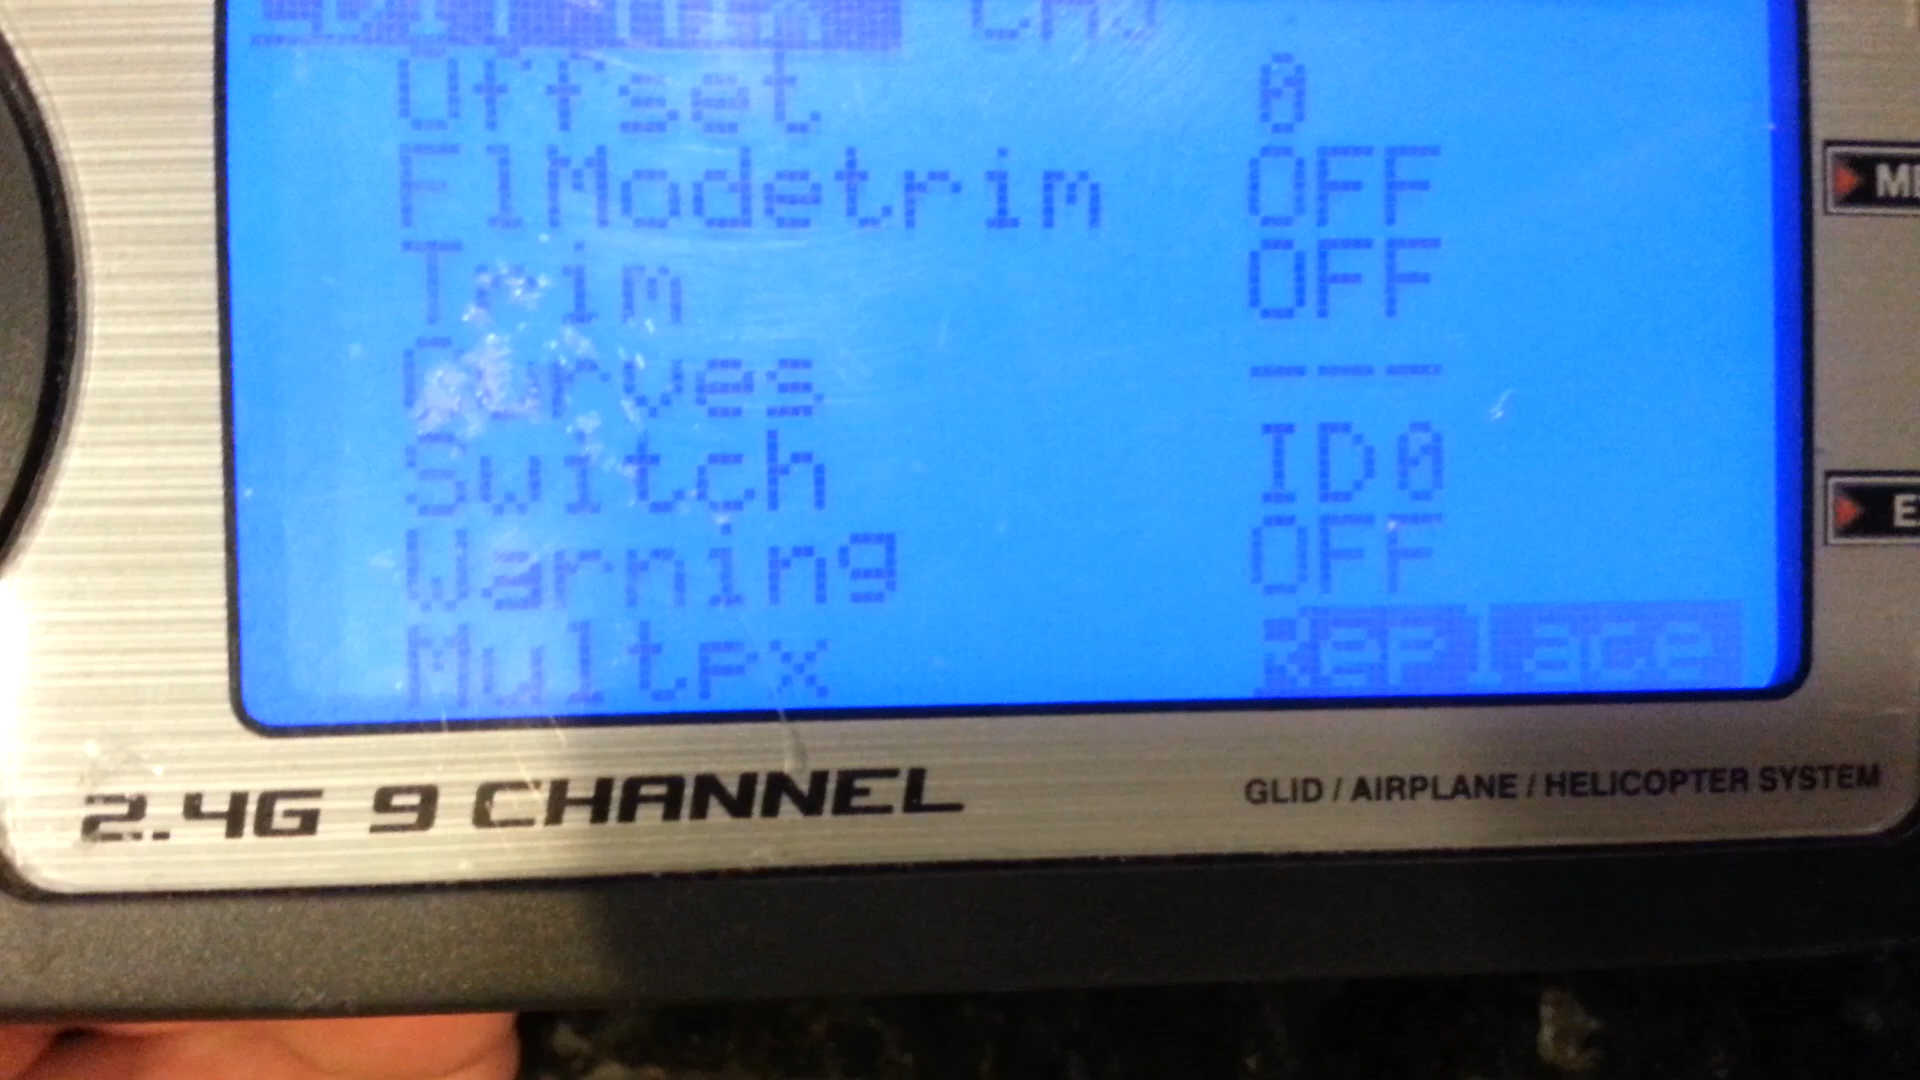 Offset 0
FlModetrim OFF
Trim OFF
Curves ---
Switch ID0
Warning OFF
Multpx Replace
2.4G 9 CHANNEL
GLID / AIRPLANE / HELICOPTER SYSTEM